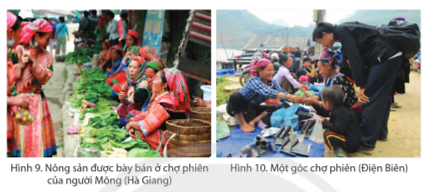 Hình 9. Nông sản được bày bán ở chợ phiên
của người Mông (Hà Giang)
Hình 10. Một góc chợ phiên (Điện Biên)